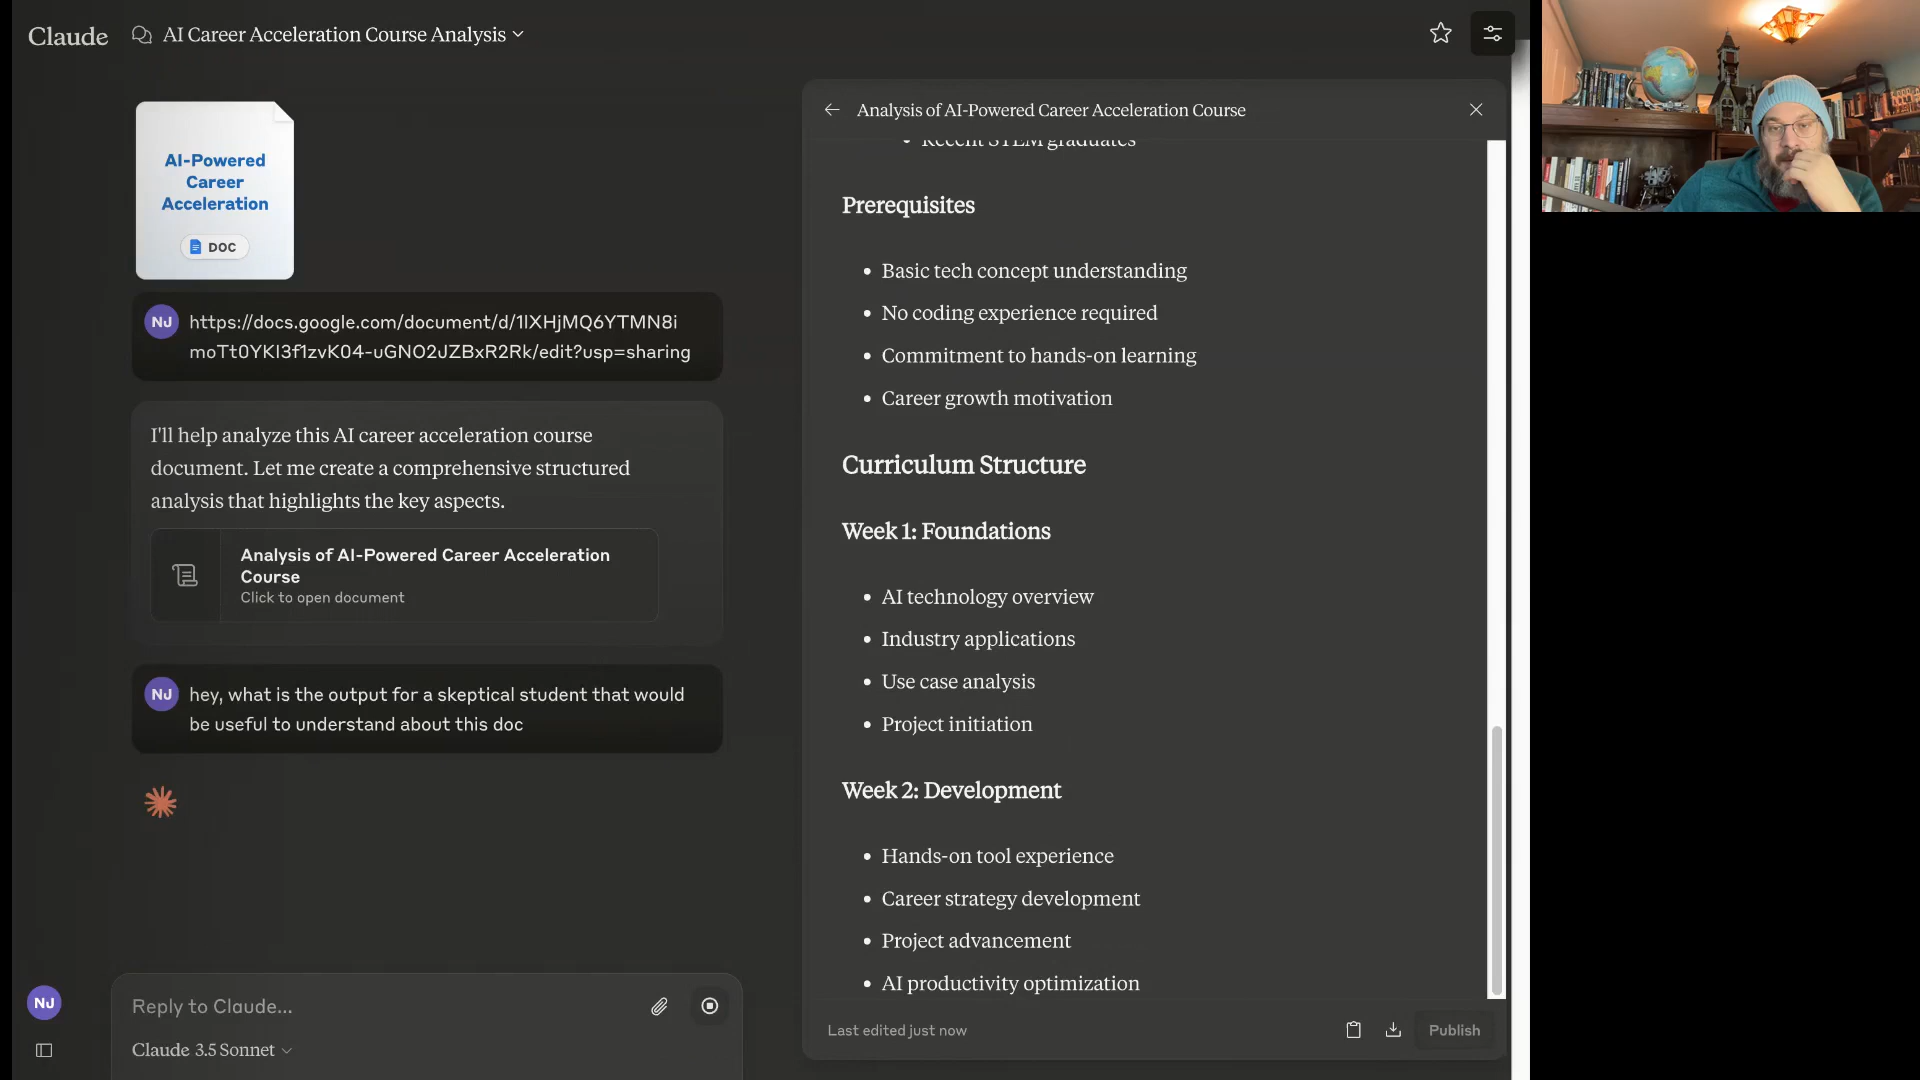 Claude
AI Career Acceleration Course Analysis
AI-Powered
Career
Acceleration
DOC
NJ
https://docs.google.com/document/d/1lXHjMQ6YTMN8i
moTt0YKI3f1zvK04-uGNO2JZBxR2Rk/edit?usp=sharing
I'll help analyze this AI career acceleration course
document. Let me create a comprehensive structured
analysis that highlights the key aspects.
Analysis of AI-Powered Career Acceleration
Course
Click to open document
NJ
hey, what is the output for a skeptical student that would
be useful to understand about this doc
NJ
Reply to Claude...
Claude 3.5 Sonnet
Analysis of AI-Powered Career Acceleration Course
• Recent STEM graduates
Prerequisites
• Basic tech concept understanding
• No coding experience required
• Commitment to hands-on learning
• Career growth motivation
Curriculum Structure
Week 1: Foundations
• AI technology overview
• Industry applications
• Use case analysis
• Project initiation
Week 2: Development
• Hands-on tool experience
• Career strategy development
• Project advancement
• AI productivity optimization
Last edited just now
Publish